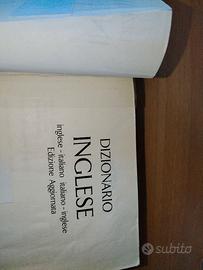 DIZIONARIO
INGLESE
inglese - italiano italiano - inglese
Edizione Aggiornata
subito